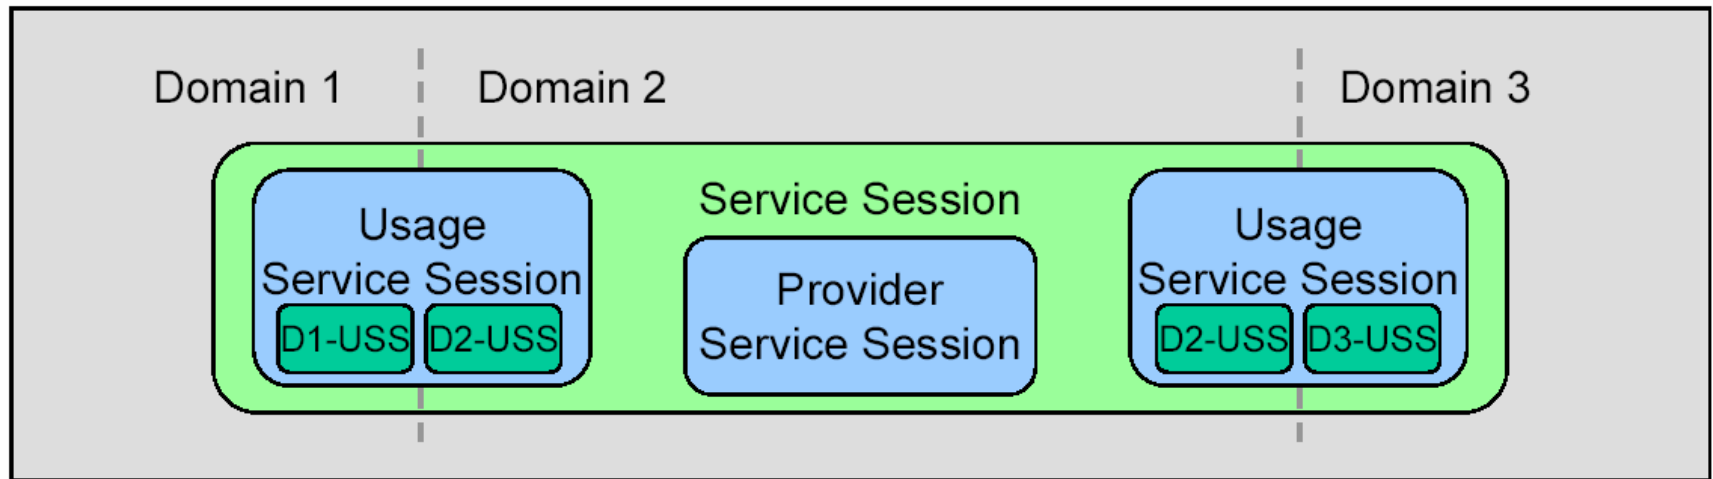 Domain 1
Domain 2
Domain 3
Service Session
Usage
Service Session
D1-USS
D2-USS
Provider
Service Session
Usage
Service Session
D2-USS
D3-USS